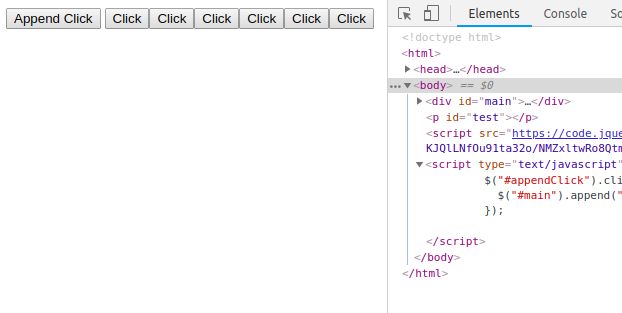 Append Click Click Click Click Click Click Click
Elements Console
<!doctype html>
<html>
<head>…</head>
<body> == $0
<div id="main">…</div>
<p id="test"></p>
<script src="https://code.jque
KJQlLNfOu91ta32o/NMZxltwRo8Qtm
<script type="text/javascript"
$("#appendClick").cli
$("#main").append("
});
</script>
</body>
</html>